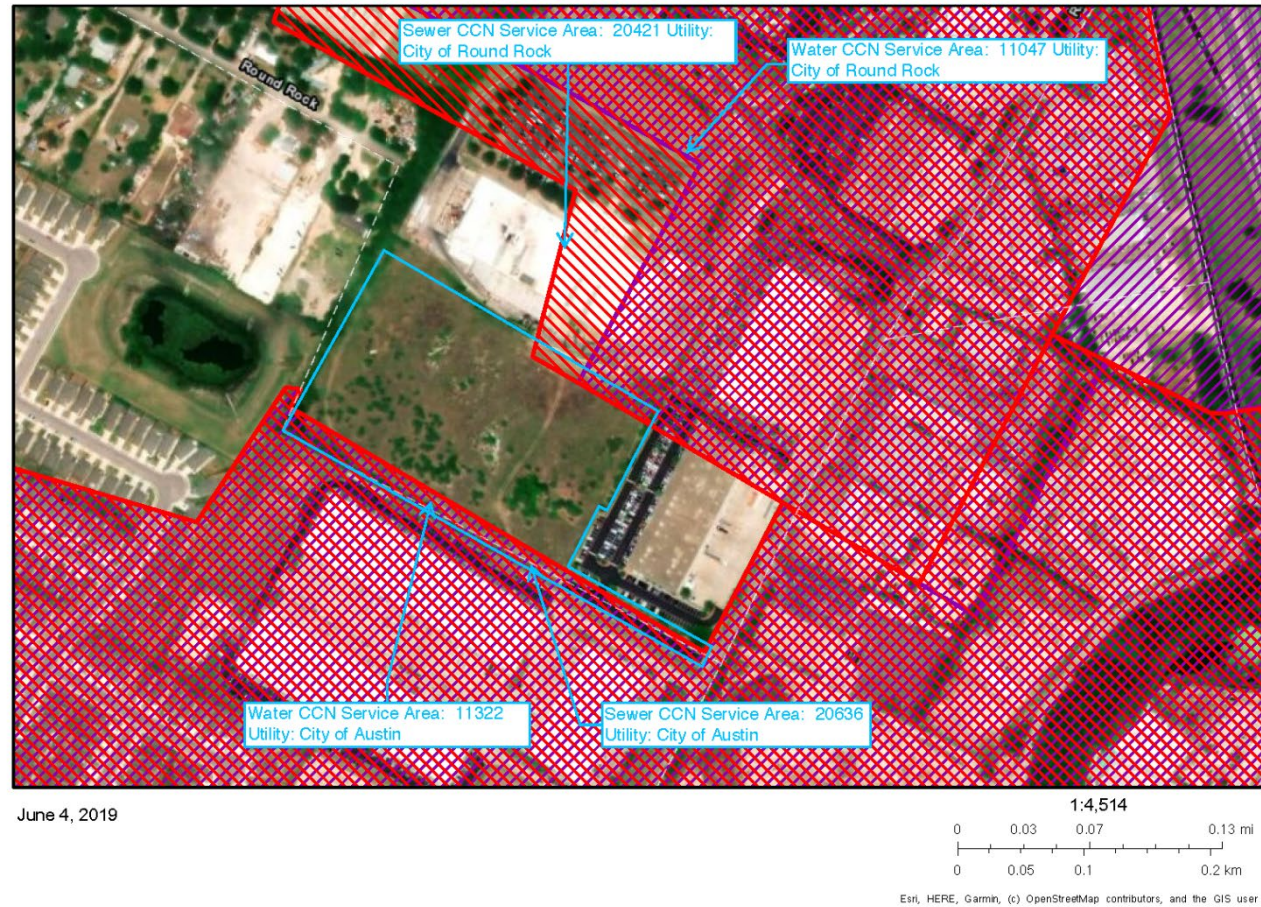 Sewer CCN Service Area: 20421 Utility:
City of Round Rock
Water CCN Service Area: 11047 Utility:
City of Round Rock
Round Rock
Water CCN Service Area: 11322
Utility: City of Austin
Sewer CCN Service Area: 20636
Utility: City of Austin
June 4, 2019
1:4,514
0 0.03 0.07 0.13 mi
0 0.05 0.1 0.2 km
Esri, HERE, Garmin, (c) OpenStreetMap contributors, and the GIS user